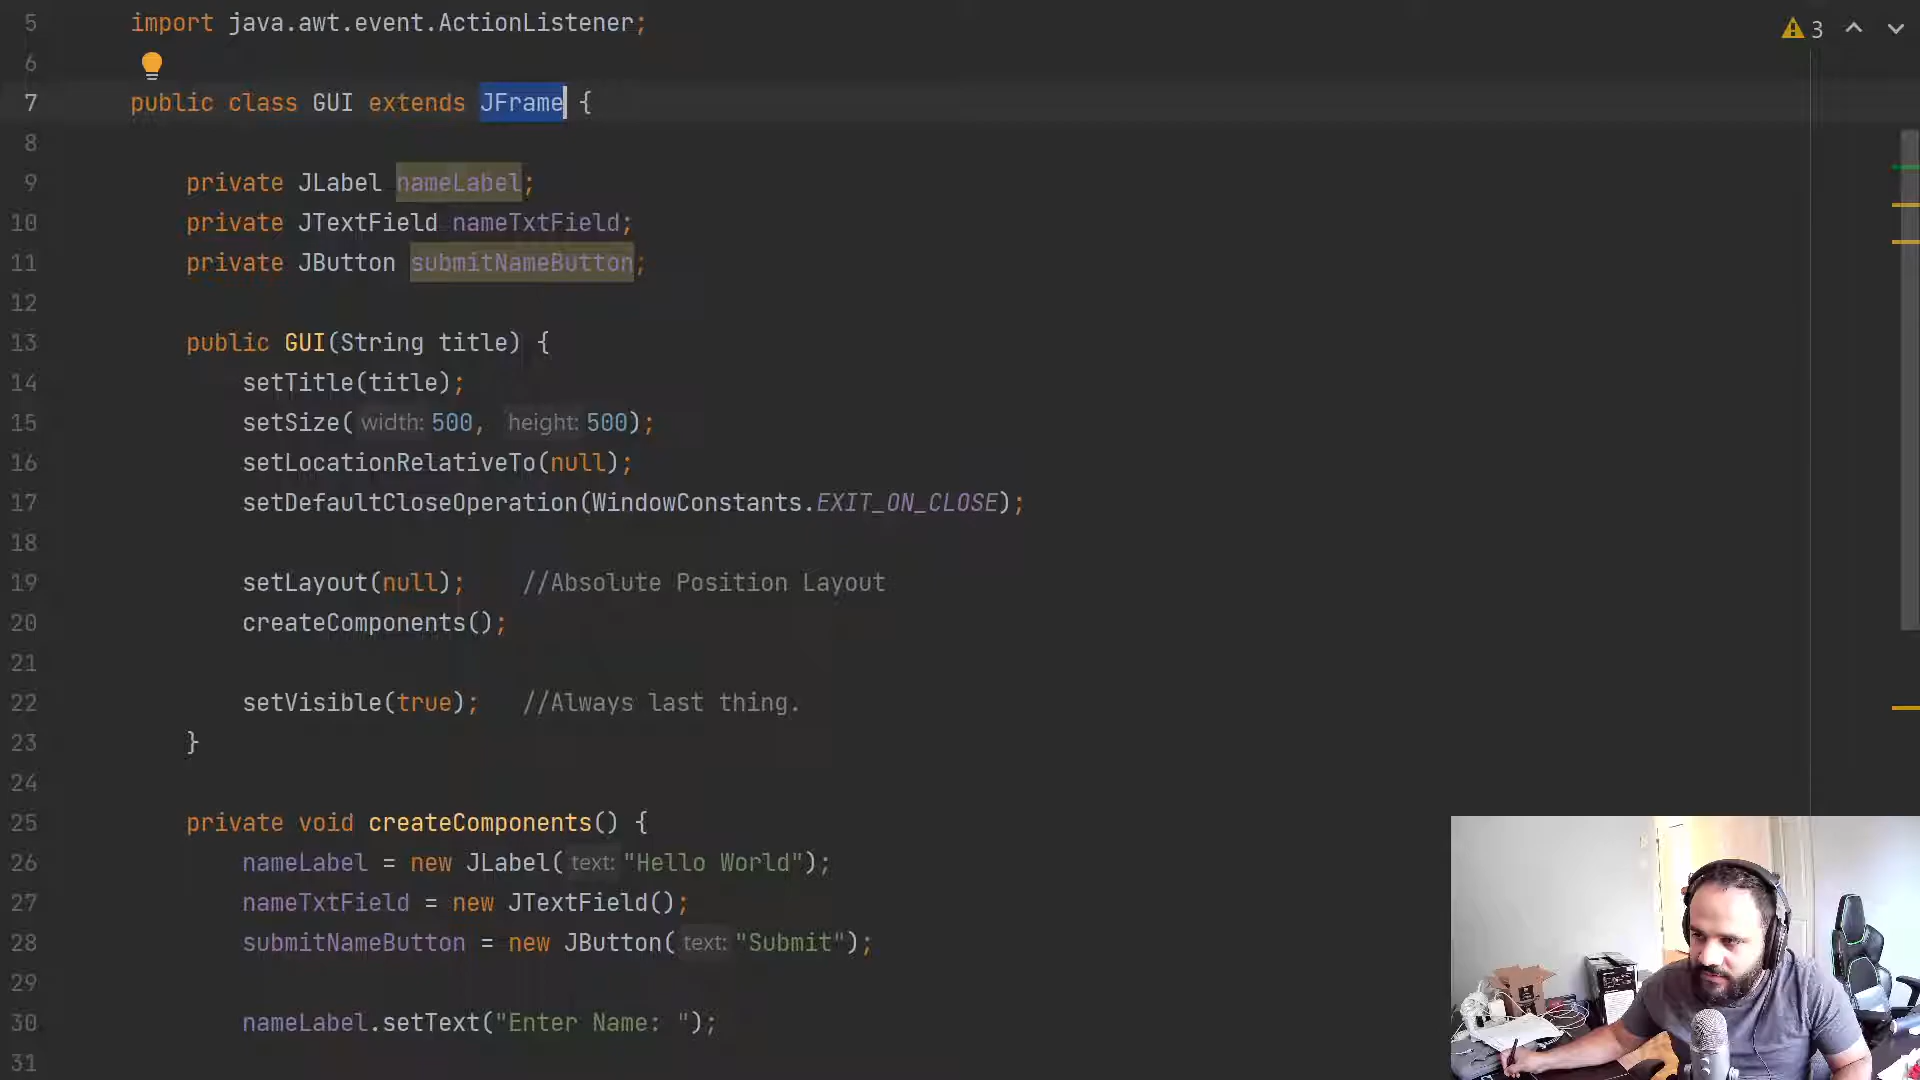 5 import java.awt.event.ActionListener;
3
6
7 public class GUI extends JFrame {
8
9 private JLabel nameLabel;
10 private JTextField nameTxtField;
11 private JButton submitNameButton;
12
13 public GUI(String title) {
14 setTitle(title);
15 setSize( width: 500, height: 500);
16 setLocationRelativeTo(null);
17 setDefaultCloseOperation(WindowConstants.EXIT_ON_CLOSE);
18
19 setLayout(null); //Absolute Position Layout
20 createComponents();
21
22 setVisible(true); //Always last thing.
23 }
24
25 private void createComponents() {
26 nameLabel = new JLabel( text: "Hello World");
27 nameTxtField = new JTextField();
28 submitNameButton = new JButton( text: "Submit");
29
30 nameLabel.setText("Enter Name: ");
31